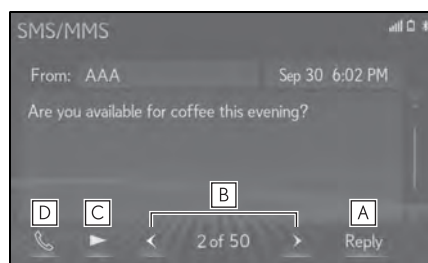 SMS/MMS
From: AAA Sep 30 6:02 PM
Are you available for coffee this evening?
B
D C A
2 of 50 Reply